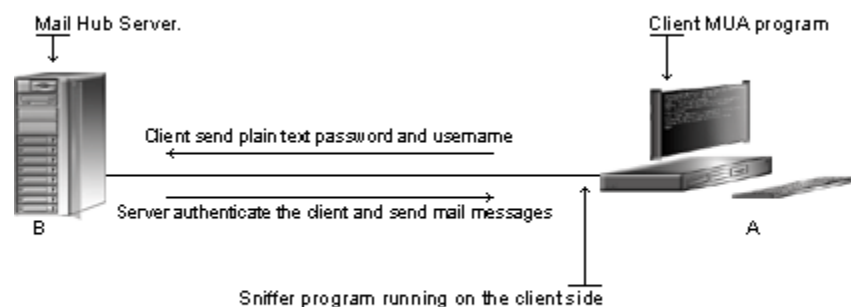 Mail Hub Server.
Client MUA program
Client send plain text password and username
Server authenticate the client and send mail messages
B
A
Sniffer program running on the client side